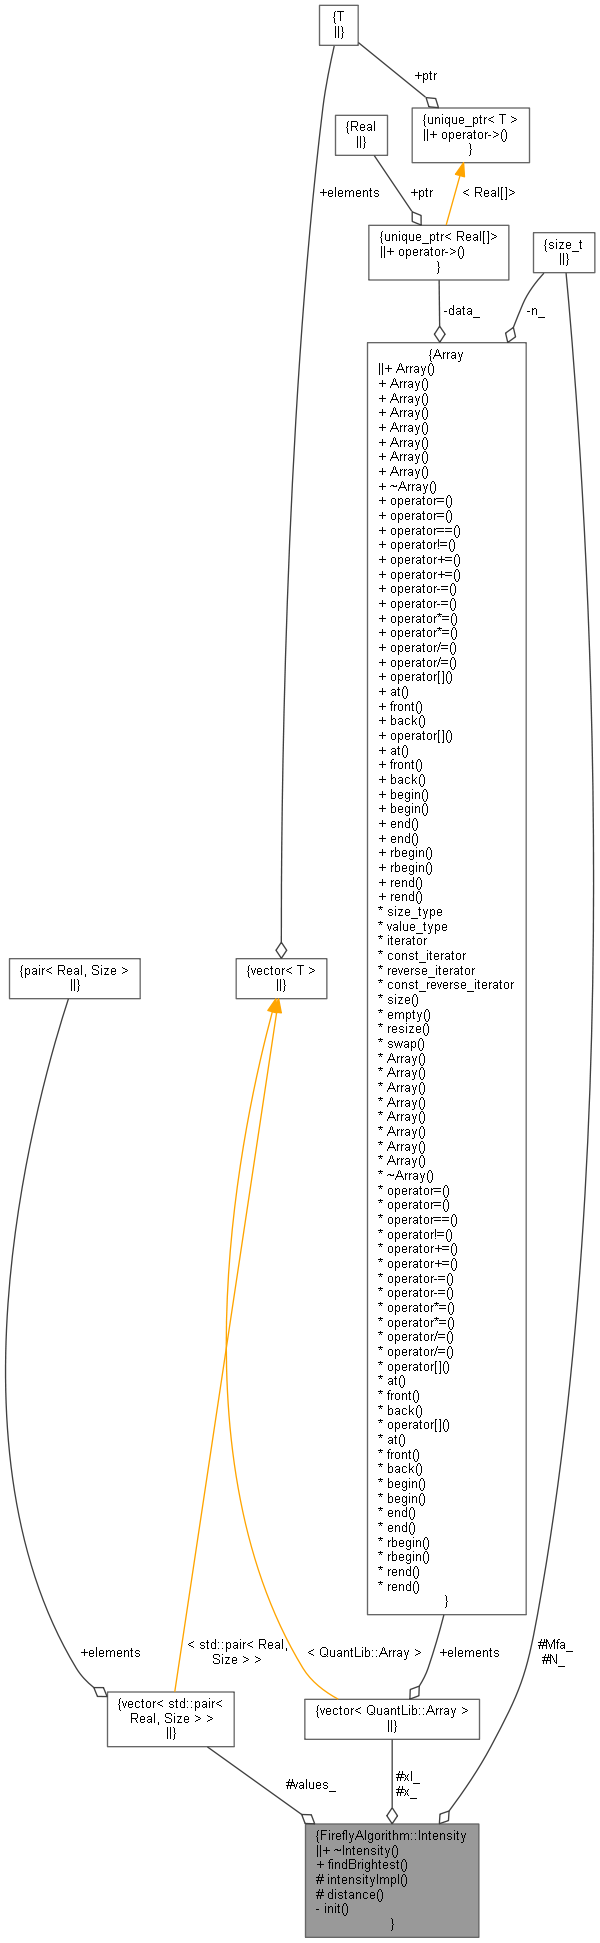 {T
||}
+ptr
{unique_ptr< T >
||+ operator->()
}
{Real
||}
+elements
+ptr
< Real[]>
{unique_ptr< Real[]>
||+ operator->()
}
{size_t
||}
-data_
-n_
{Array
||+ Array()
+ Array()
+ Array()
+ Array()
+ Array()
+ Array()
+ Array()
+ Array()
+ ~Array()
+ operator=()
+ operator=()
+ operator==()
+ operator!=()
+ operator+=()
+ operator+=()
+ operator-=()
+ operator-=()
+ operator*=()
+ operator*=()
+ operator/=()
+ operator/=()
+ operator[]()
+ at()
+ front()
+ back()
+ operator[]()
+ at()
+ front()
+ back()
+ begin()
+ begin()
+ end()
+ end()
+ rbegin()
+ rbegin()
+ rend()
+ rend()
* size_type
* value_type
* iterator
* const_iterator
* reverse_iterator
* const_reverse_iterator
* size()
* empty()
* resize()
* swap()
* Array()
* Array()
* Array()
* Array()
* Array()
* Array()
* Array()
* Array()
* ~Array()
* operator=()
* operator=()
* operator==()
* operator!=()
* operator+=()
* operator+=()
* operator-=()
* operator-=()
* operator*=()
* operator*=()
* operator/=()
* operator/=()
* operator[]()
* at()
* front()
* back()
* operator[]()
* at()
* front()
* back()
* begin()
* begin()
* end()
* end()
* rbegin()
* rbegin()
* rend()
* rend()
}
{pair< Real, Size >
||}
{vector< T >
||}
+elements
< std::pair< Real,
Size > >
< QuantLib::Array >
+elements
#Mfa_
#N_
{vector< std::pair<
Real, Size > >
||}
{vector< QuantLib::Array >
||}
#values_
#xI_
#x_
{FireflyAlgorithm::Intensity
||+ ~Intensity()
+ findBrightest()
# intensityImpl()
# distance()
- init()
}